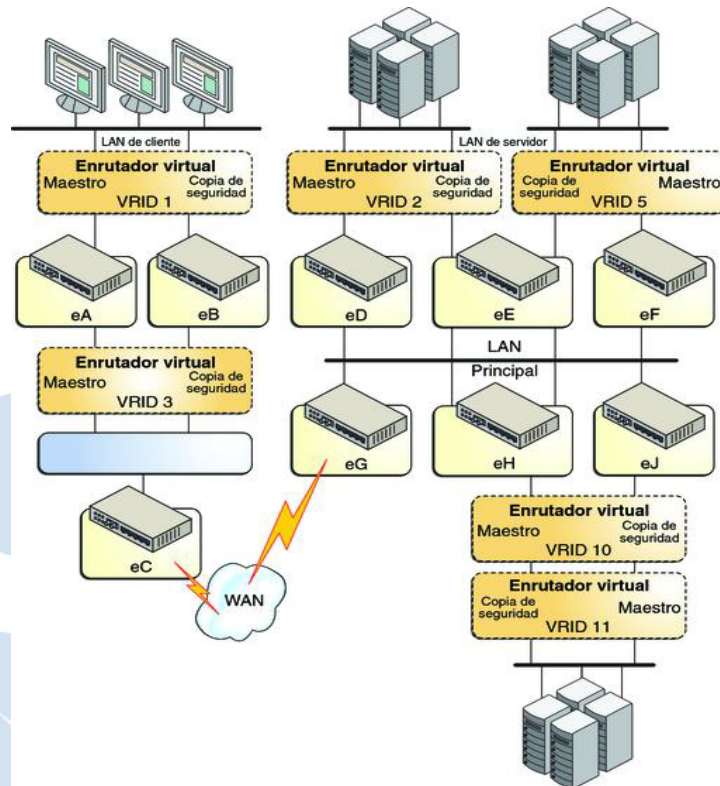 LAN de cliente
LAN de servidor
Enrutador virtual
Maestro
Copia de
seguridad
VRID 1
Enrutador virtual
Maestro
Copia de
seguridad
VRID 2
Enrutador virtual
Copia de
seguridad
Maestro
VRID 5
eA
eB
eD
eE
eF
LAN
Principal
Enrutador virtual
Maestro
Copia de
seguridad
VRID 3
eG
eH
eJ
eC
WAN
Enrutador virtual
Maestro
Copia de
seguridad
VRID 10
Enrutador virtual
Copia de
seguridad
Maestro
VRID 11